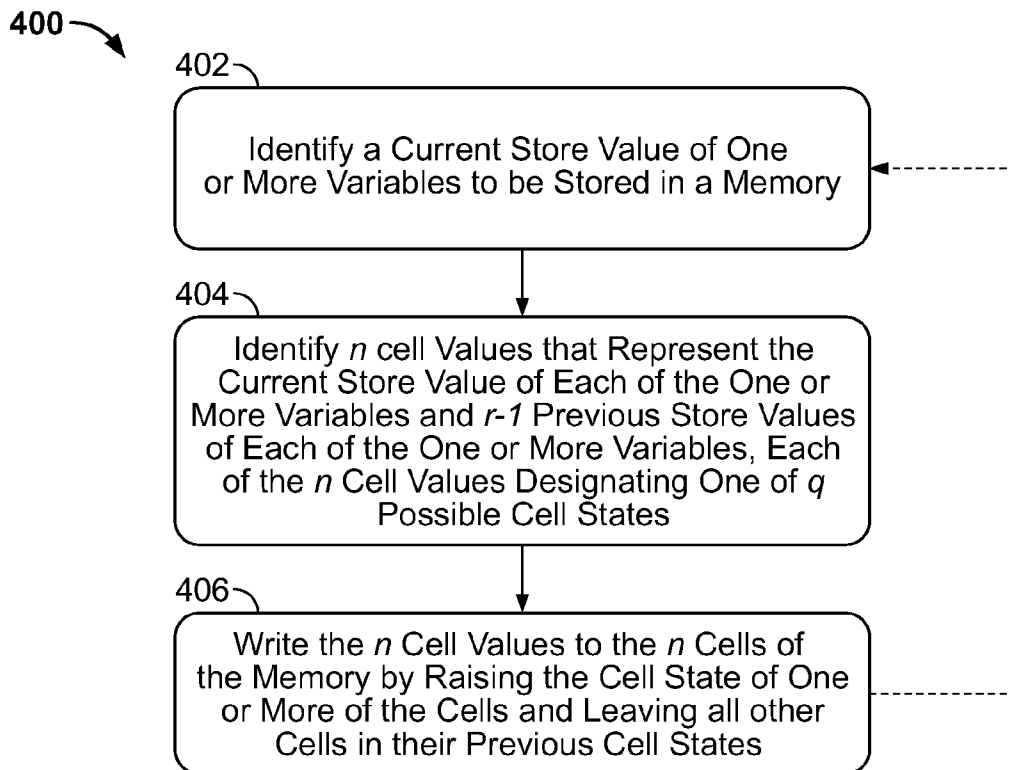 400
402
Identify a Current Store Value of One
or More Variables to be Stored in a Memory
404
Identify n cell Values that Represent the
Current Store Value of Each of the One or
More Variables and r-1 Previous Store Values
of Each of the One or More Variables, Each
of the n Cell Values Designating One of q
Possible Cell States
406
Write the n Cell Values to the n Cells of
the Memory by Raising the Cell State of One
or More of the Cells and Leaving all other
Cells in their Previous Cell States